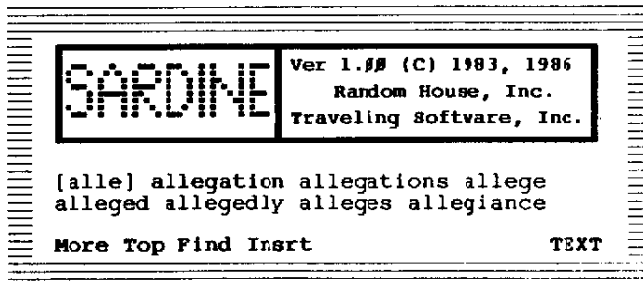 SARDINE
Ver 1.00 (C) 1983, 1986
Random House, Inc.
Traveling Software, Inc.
[alle] allegation allegations allege
alleged allegedly alleges allegiance
More Top Find Insrt TEXT